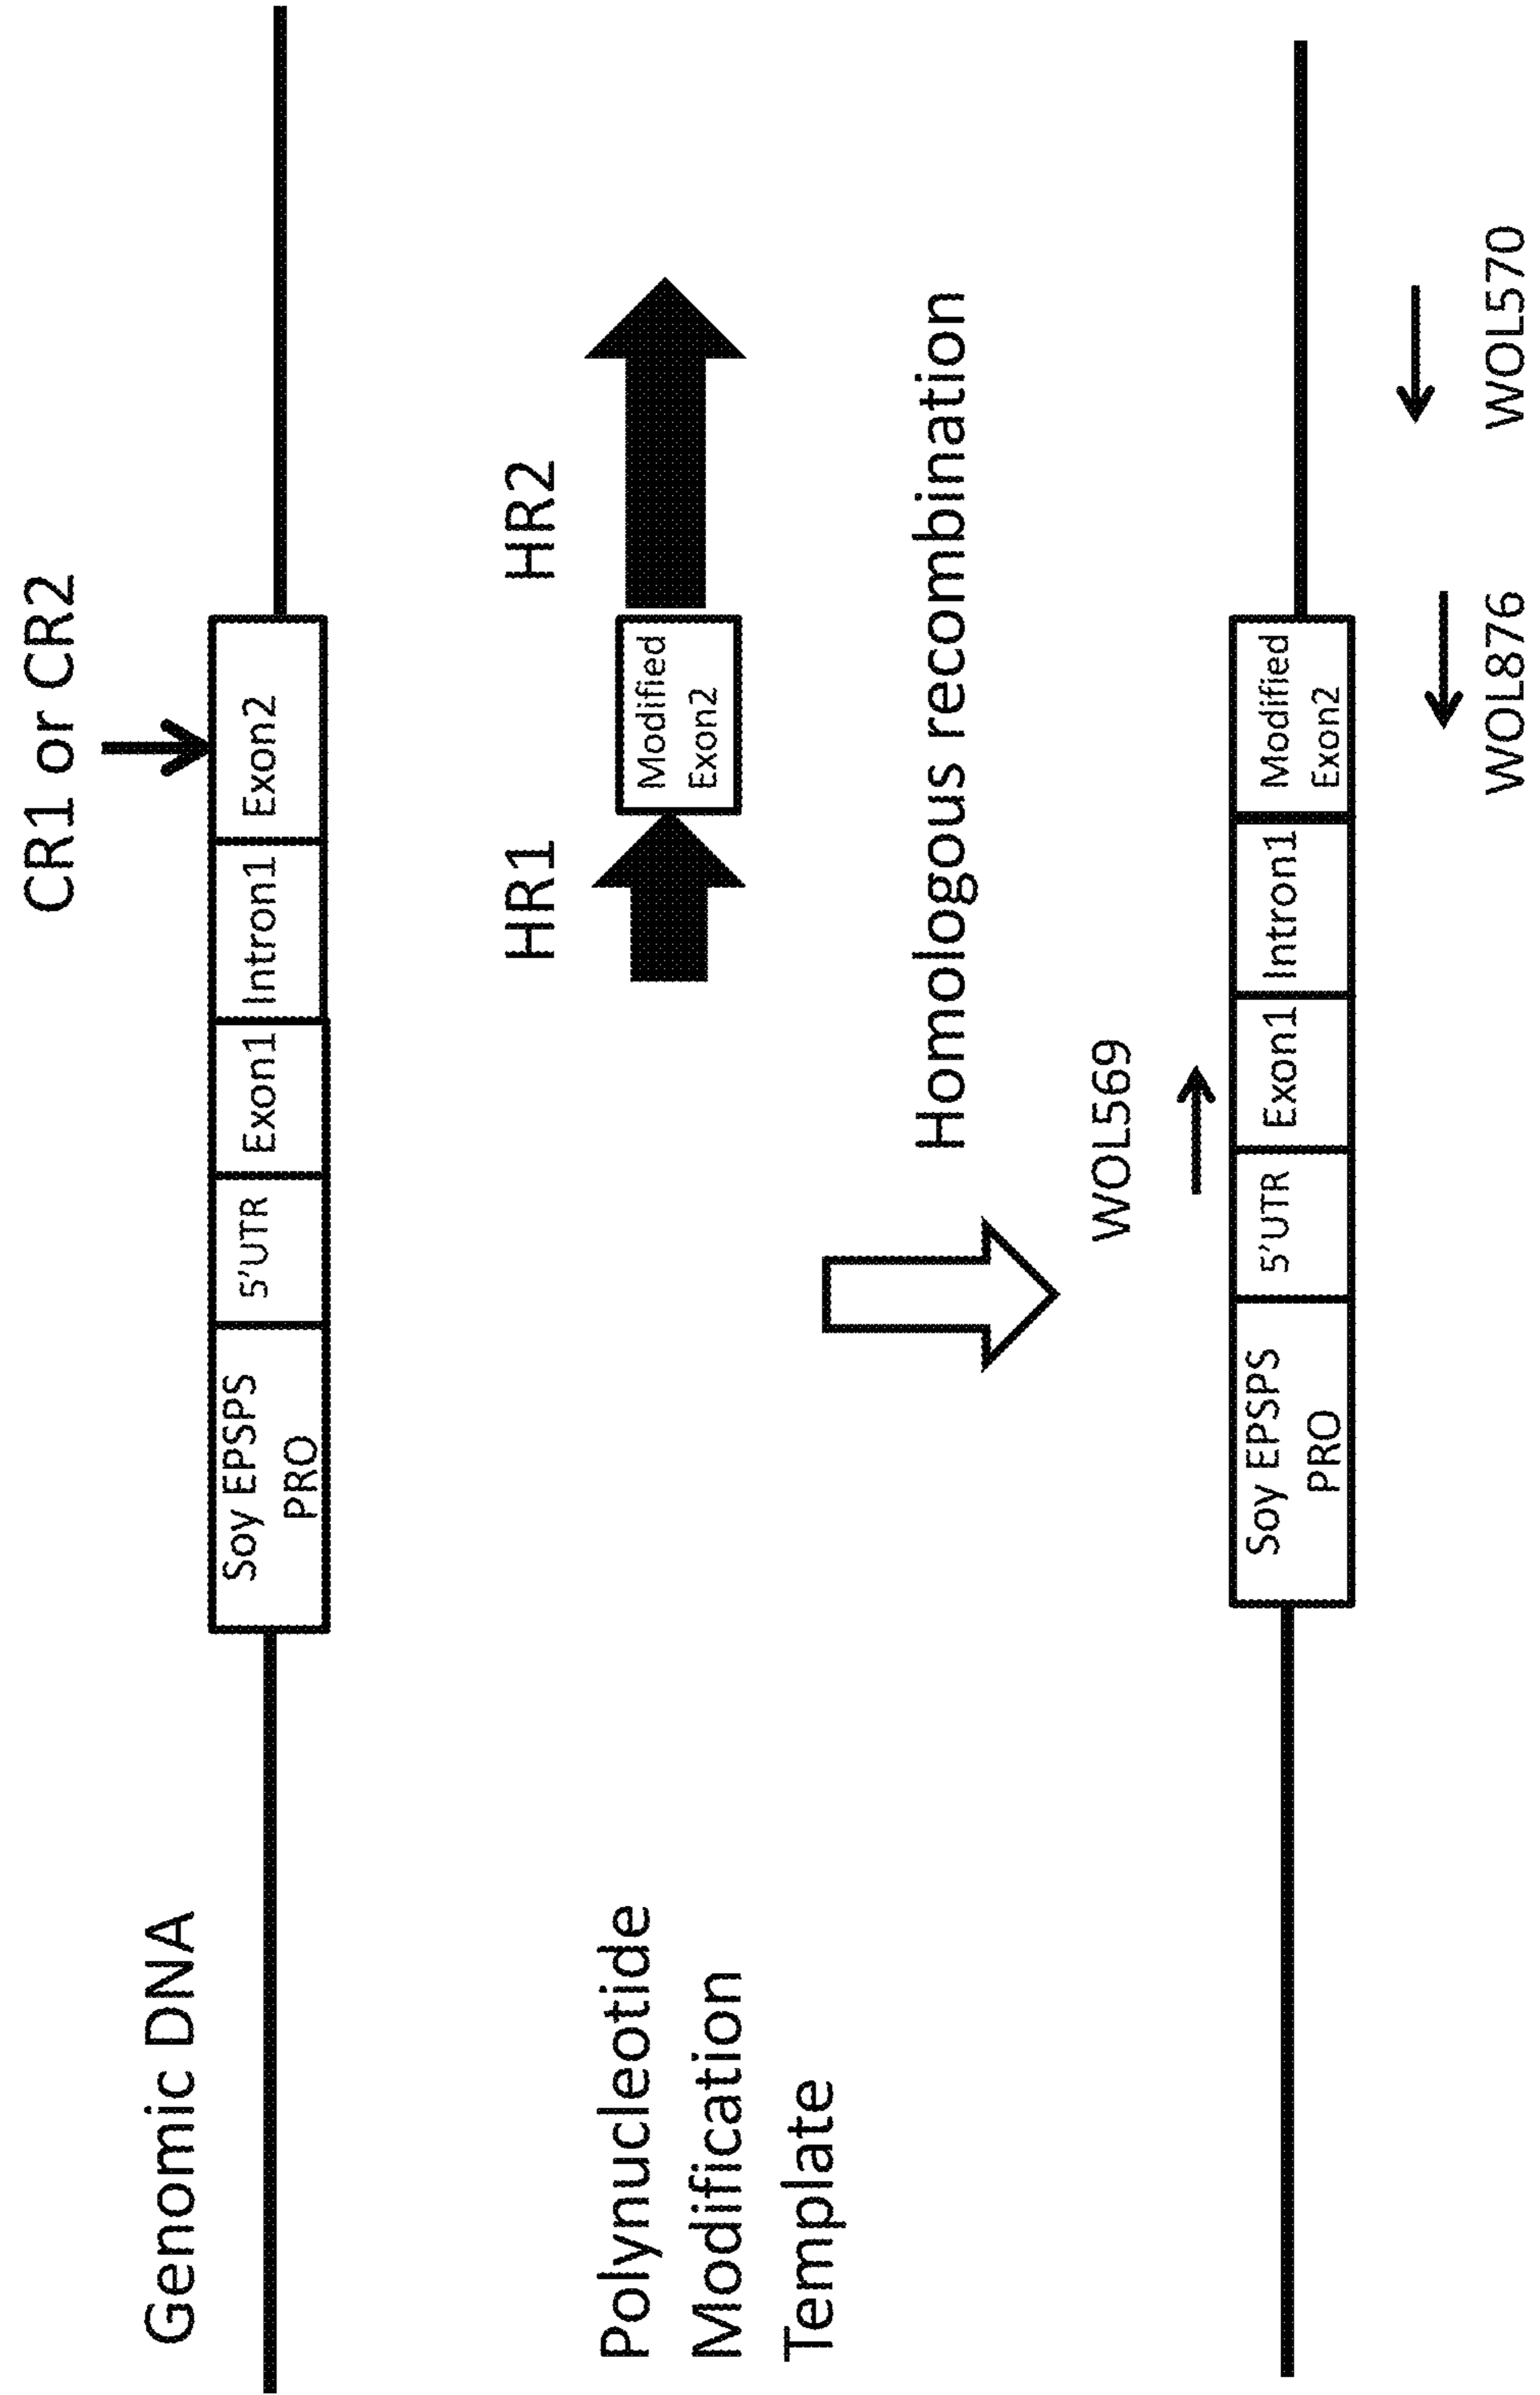 CR1 or CR2
Genomic DNA
Soy EPSPS
PRO
5'UTR
Exon1
Intron1
Exon2
HR1
HR2
Polynucleotide
Modification
Template
Modified
Exon2
Homologous recombination
WOL569
Soy EPSPS
PRO
5'UTR
Exon1
Intron1
Modified
Exon2
WOL876
WOL570